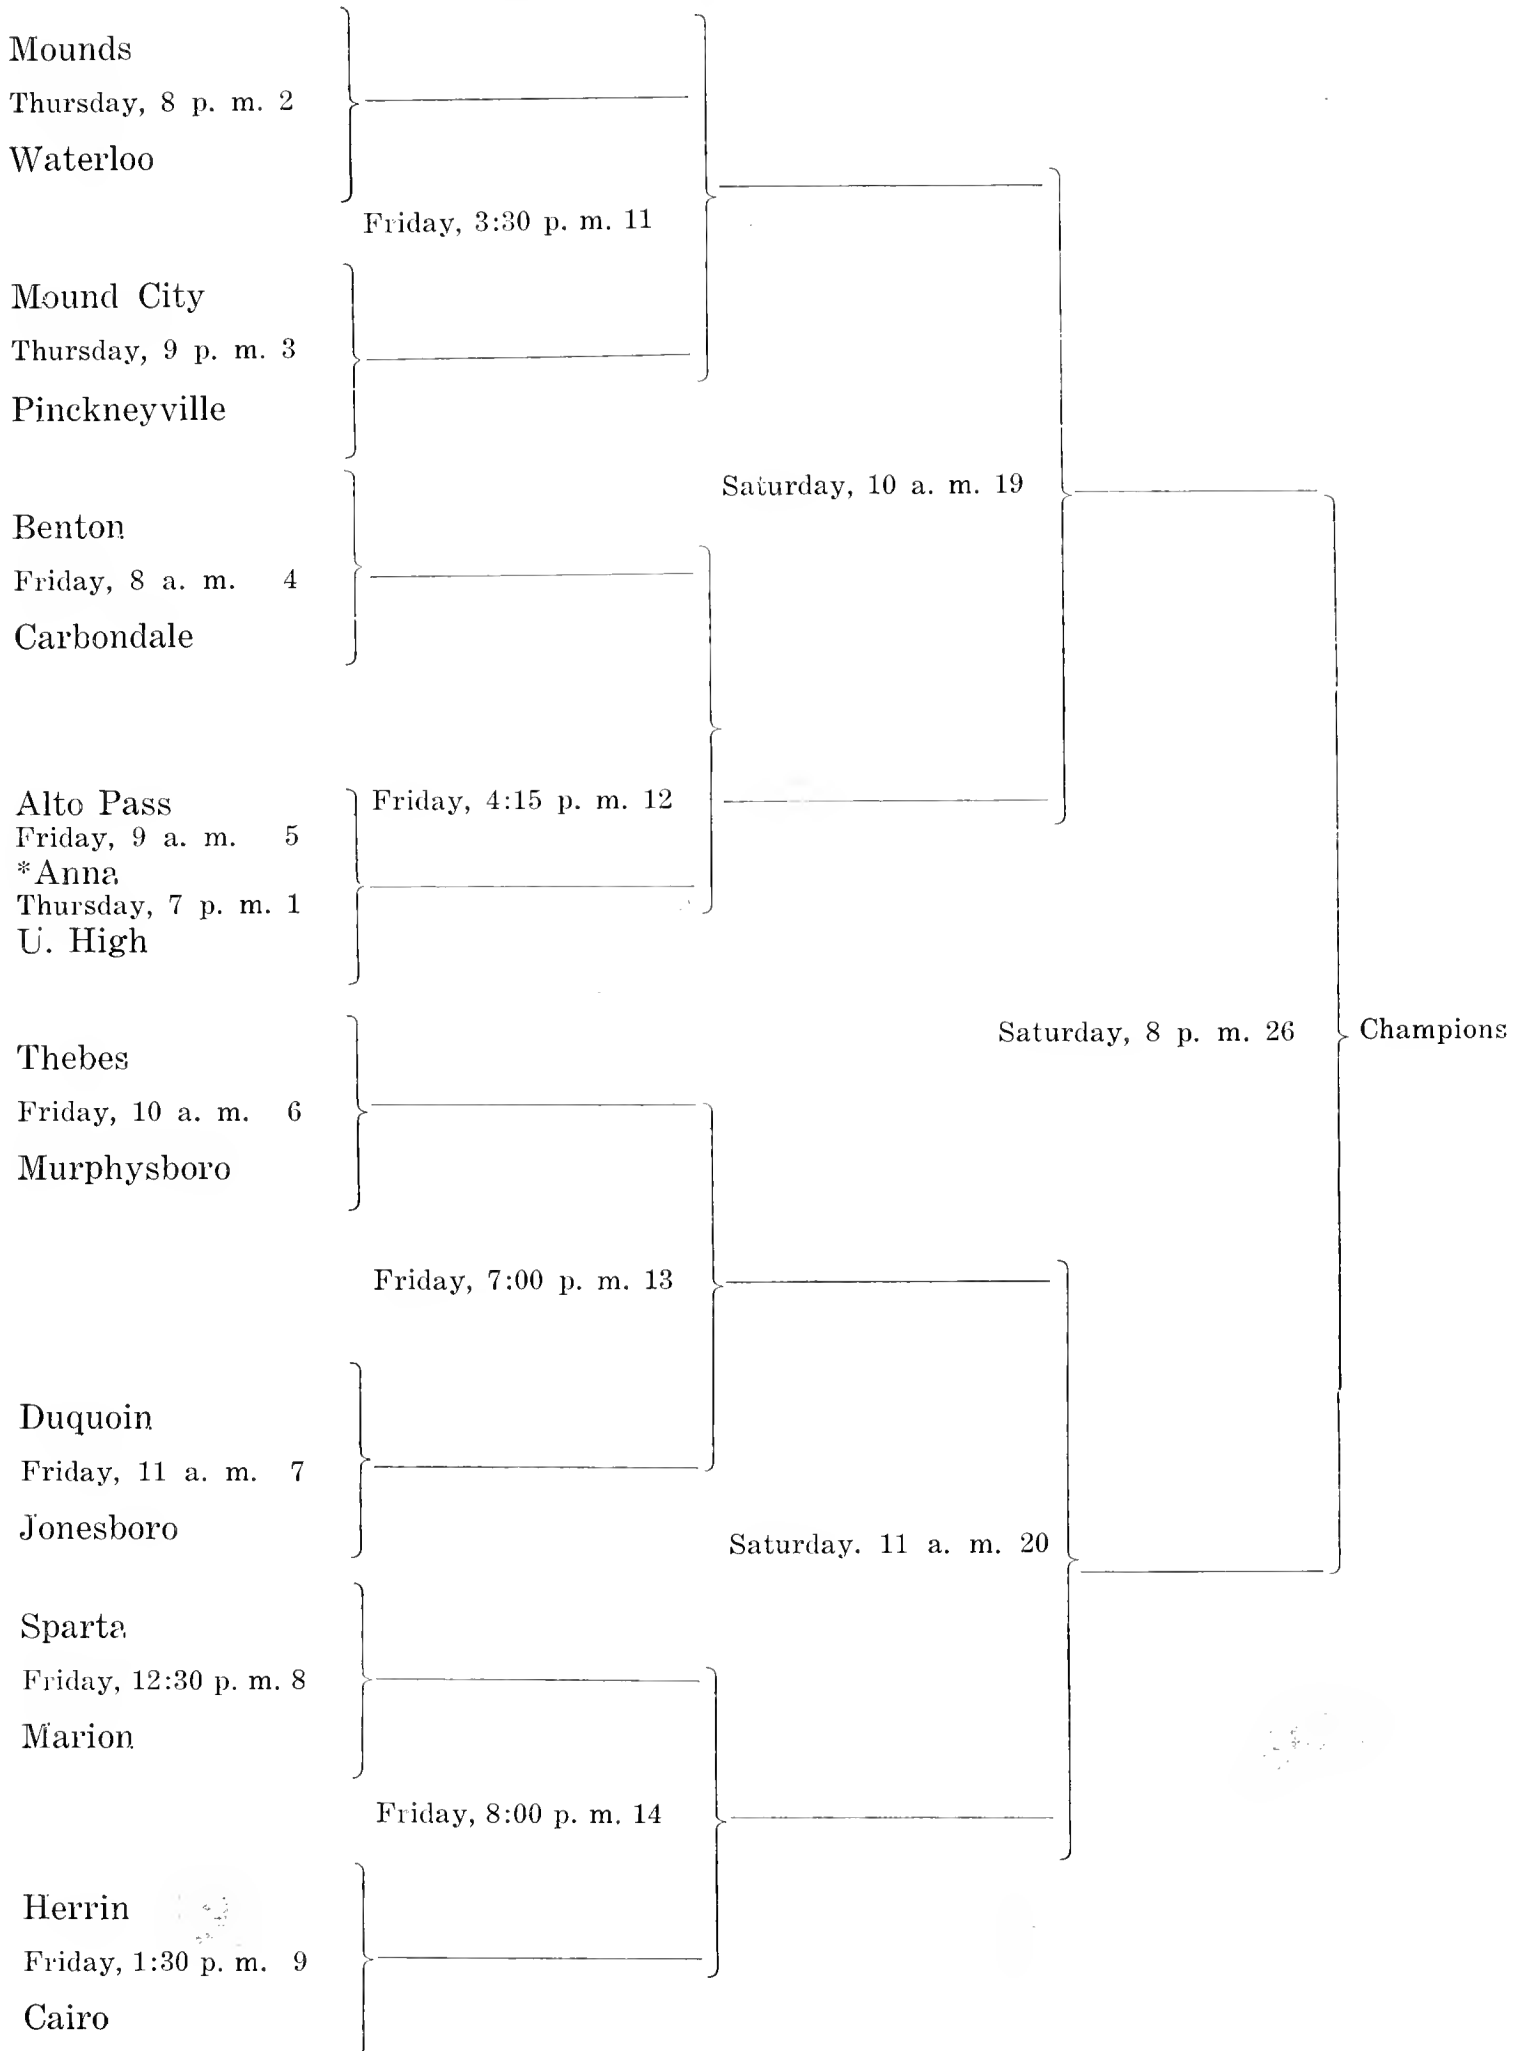 Mounds
Thursday, 8 p. m. 2
Waterloo
Friday, 3:30 p. m. 11
Mound City
Thursday, 9 p. m. 3
Pinckneyville
Saturday, 10 a. m. 19
Benton
Friday, 8 a. m. 4
Carbondale
Alto Pass
Friday, 4:15 p. m. 12
Friday, 9 a. m. 5
*Anna
Thursday, 7 p. m. 1
U. High
Saturday, 8 p. m. 26
Champions
Thebes
Friday, 10 a. m. 6
Murphysboro
Friday, 7:00 p. m. 13
Duquoin
Friday, 11 a. m. 7
Jonesboro
Saturday. 11 a. m. 20
Sparta
Friday, 12:30 p. m. 8
Marion
Friday, 8:00 p. m. 14
Herrin
Friday, 1:30 p. m. 9
Cairo